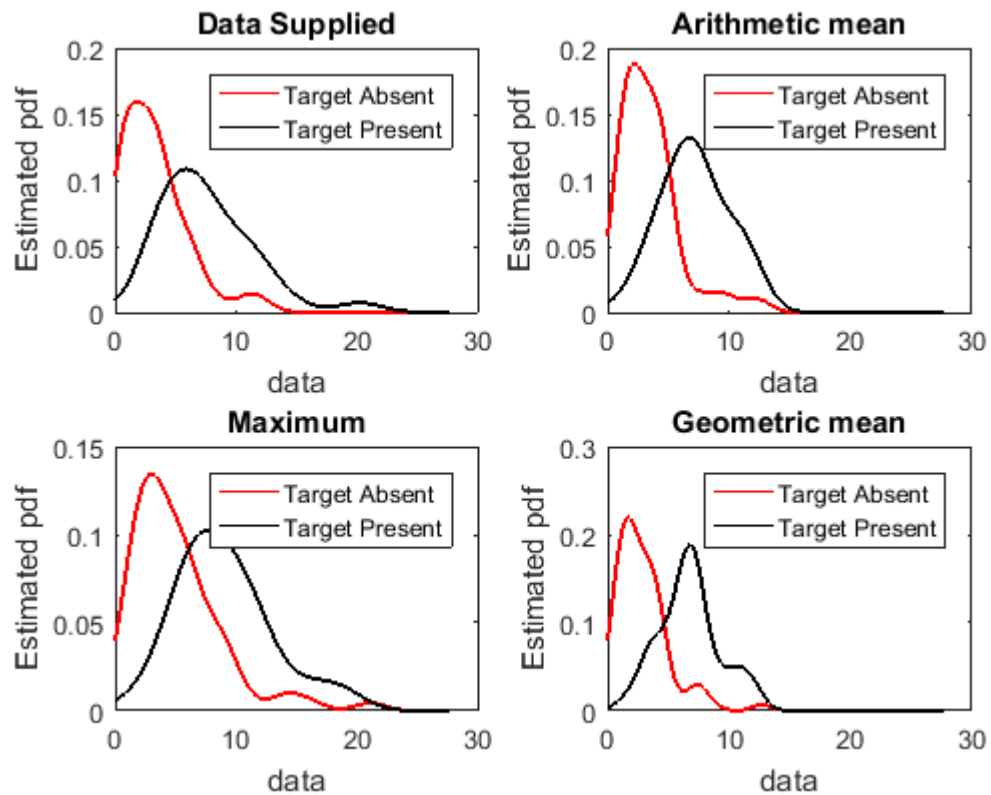 Data Supplied
0.2
0.15
0.1
0.05
0
Estimated pdf
Target Absent
Target Present
0 10 20 30
data
Arithmetic mean
0.2
0.15
0.1
0.05
0
Estimated pdf
Target Absent
Target Present
0 10 20 30
data
Maximum
0.15
0.1
0.05
0
Estimated pdf
Target Absent
Target Present
0 10 20 30
data
Geometric mean
0.3
0.2
0.1
0
Estimated pdf
Target Absent
Target Present
0 10 20 30
data